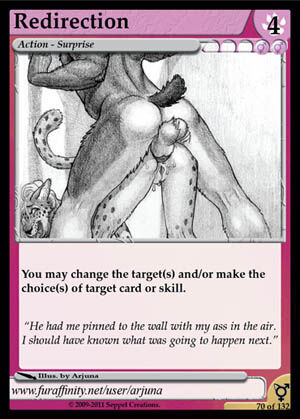 Redirection
4
Action - Surprise
You may change the target(s) and/or make the
choice(s) of target card or skill.
"He had me pinned to the wall with my ass in the air.
I should have known what was going to happen next."
Illus. by Arjuna
www.furaffinity.net/user/arjuna
© 2009-2011 Seppel Creations.
70 of 132